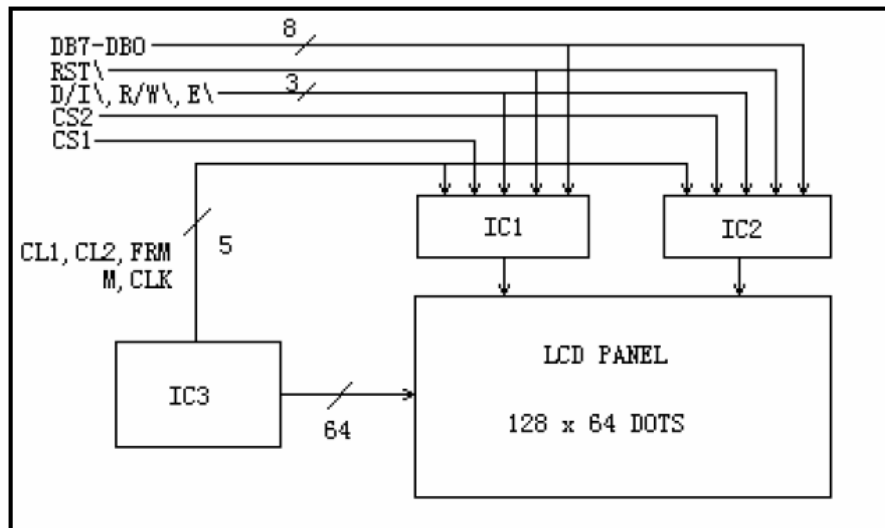 DB7-DB0
8
RST\
D/I\, R/W\, E\
3
CS2
CS1
IC1
IC2
5
CL1, CL2, FRM
M, CLK
LCD PANEL
IC3
64
128 x 64 DOTS